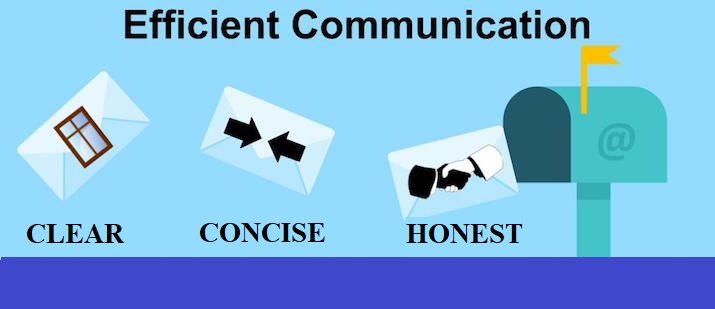 Efficient Communication
@
CLEAR
CONCISE
HONEST